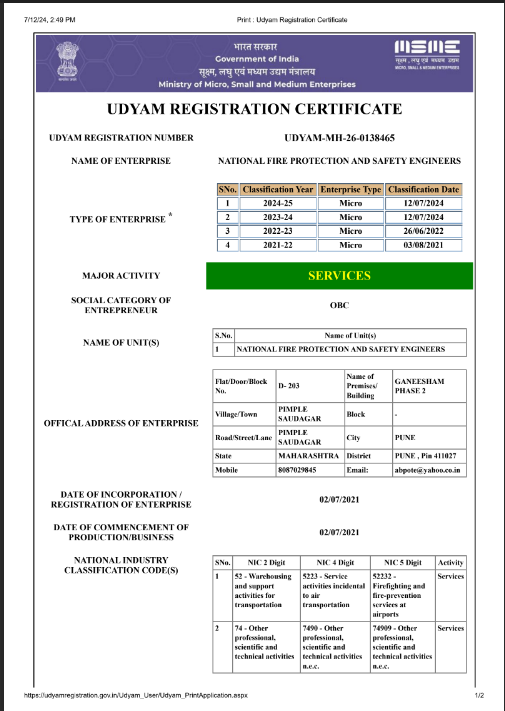 7/12/24, 2:49 PM Print : Udyam Registration Certificate
भारत सरकार
Government of India
सूक्ष्म, लघु एवं मध्यम उद्यम मंत्रालय
Ministry of Micro, Small and Medium Enterprises
MSME
सूक्ष्म, लघु एवं मध्यम उद्यम
MICRO, SMALL & MEDIUM ENTERPRISES
UDYAM REGISTRATION CERTIFICATE
UDYAM REGISTRATION NUMBER UDYAM-MH-26-0138465
NAME OF ENTERPRISE NATIONAL FIRE PROTECTION AND SAFETY ENGINEERS
TYPE OF ENTERPRISE *
SNo. Classification Year Enterprise Type Classification Date
1 2024-25 Micro 12/07/2024
2 2023-24 Micro 12/07/2024
3 2022-23 Micro 26/06/2022
4 2021-22 Micro 03/08/2021
MAJOR ACTIVITY SERVICES
SOCIAL CATEGORY OF
ENTREPRENEUR
OBC
NAME OF UNIT(S)
S.No. Name of Unit(s)
1 NATIONAL FIRE PROTECTION AND SAFETY ENGINEERS
OFFICAL ADDRESS OF ENTERPRISE
Flat/Door/Block
No.
D- 203
Name of
Premises/
Building
GANEESHAM
PHASE 2
Village/Town
PIMPLE
SAUDAGAR
Block -
Road/Street/Lane
PIMPLE
SAUDAGAR
City PUNE
State MAHARASHTRA District PUNE , Pin 411027
Mobile 8087029845 Email: abpote@yahoo.co.in
DATE OF INCORPORATION /
REGISTRATION OF ENTERPRISE
02/07/2021
DATE OF COMMENCEMENT OF
PRODUCTION/BUSINESS
02/07/2021
NATIONAL INDUSTRY
CLASSIFICATION CODE(S)
SNo. NIC 2 Digit NIC 4 Digit NIC 5 Digit Activity
1
52 - Warehousing
and support
activities for
transportation
5223 - Service
activities incidental
to air
transportation
52232 -
Firefighting and
fire-prevention
services at
airports
Services
2
74 - Other
professional,
scientific and
technical activities
7490 - Other
professional,
scientific and
technical activities
n.e.c.
74909 - Other
professional,
scientific and
technical activities
n.e.c.
Services
https://udyamregistration.gov.in/Udyam_User/Udyam_PrintApplication.aspx 1/2